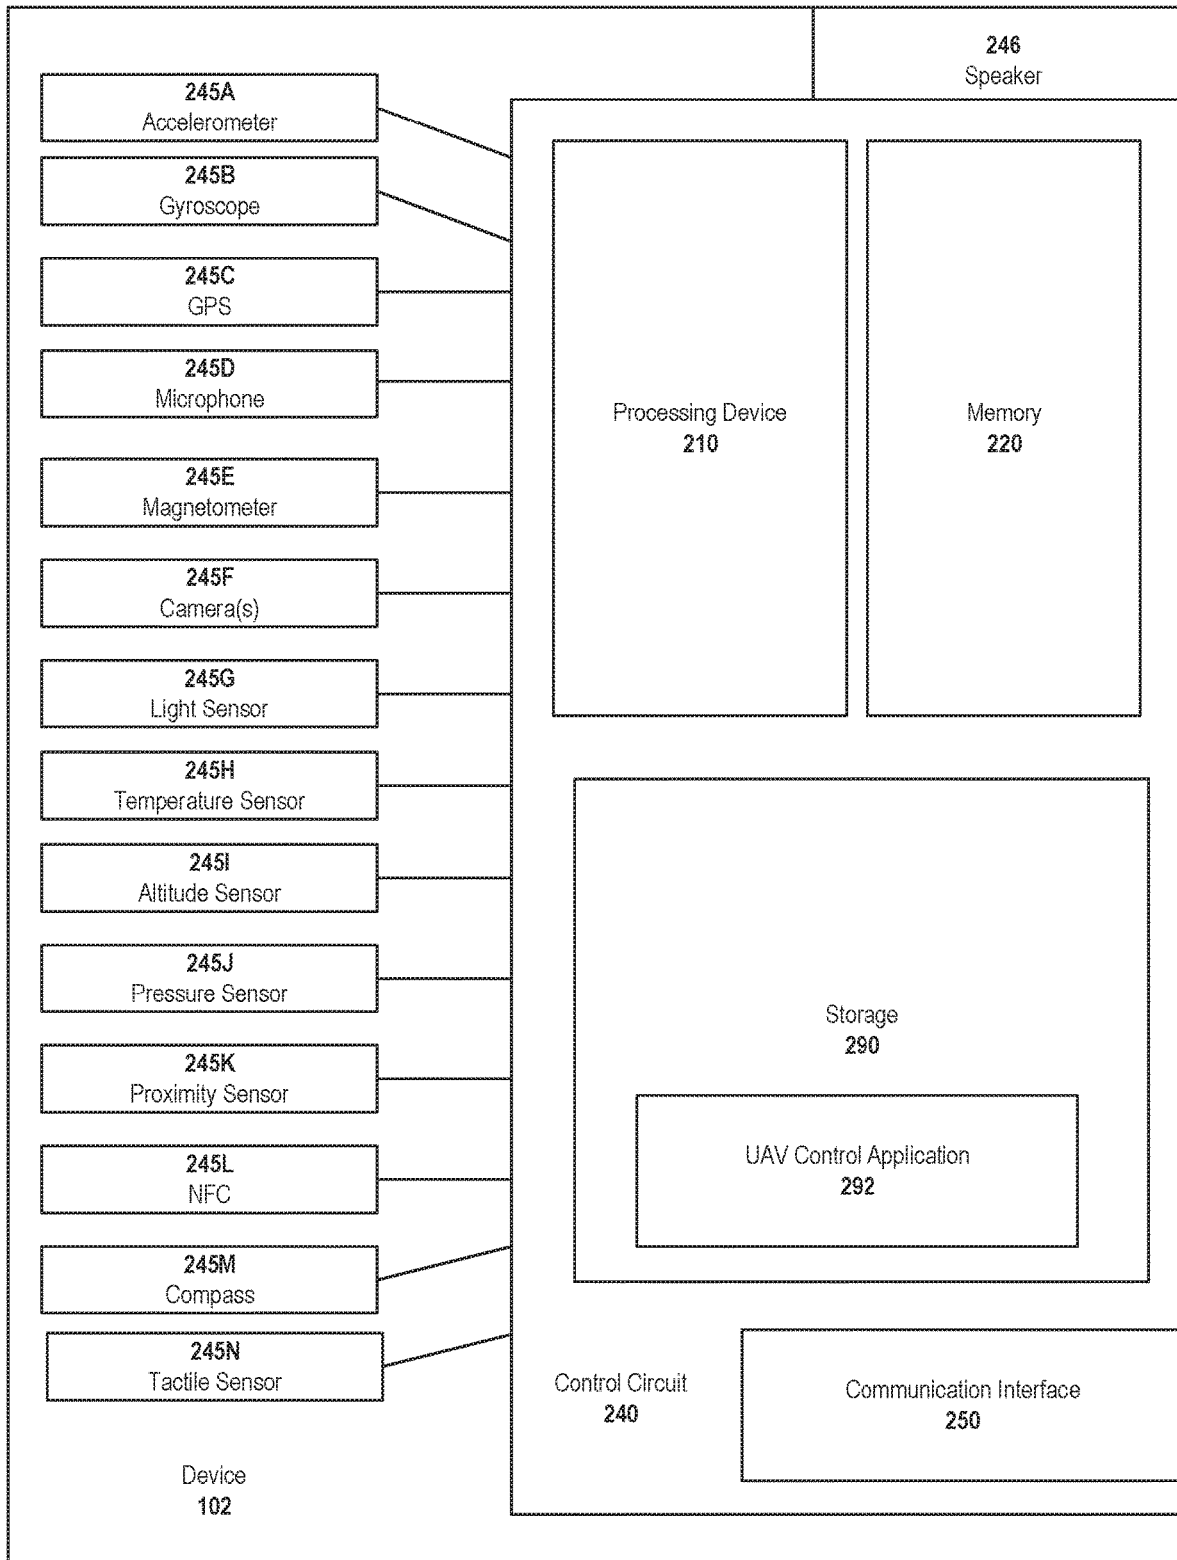 246
Speaker
245A
Accelerometer
245B
Gyroscope
245C
GPS
245D
Microphone
245E
Magnetometer
245F
Camera(s)
245G
Light Sensor
245H
Temperature Sensor
245I
Altitude Sensor
245J
Pressure Sensor
245K
Proximity Sensor
245L
NFC
245M
Compass
245N
Tactile Sensor
Device
102
Processing Device
210
Memory
220
Storage
290
UAV Control Application
292
Control Circuit
240
Communication Interface
250